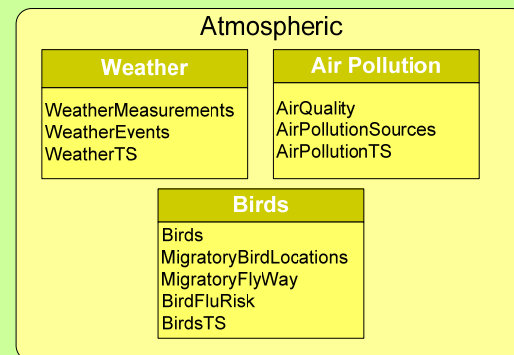 Atmospheric
Weather
WeatherMeasurements
WeatherEvents
WeatherTS
Air Pollution
AirQuality
AirPollutionSources
AirPollutionTS
Birds
Birds
MigratoryBirdLocations
MigratoryFlyWay
BirdFluRisk
BirdsTS